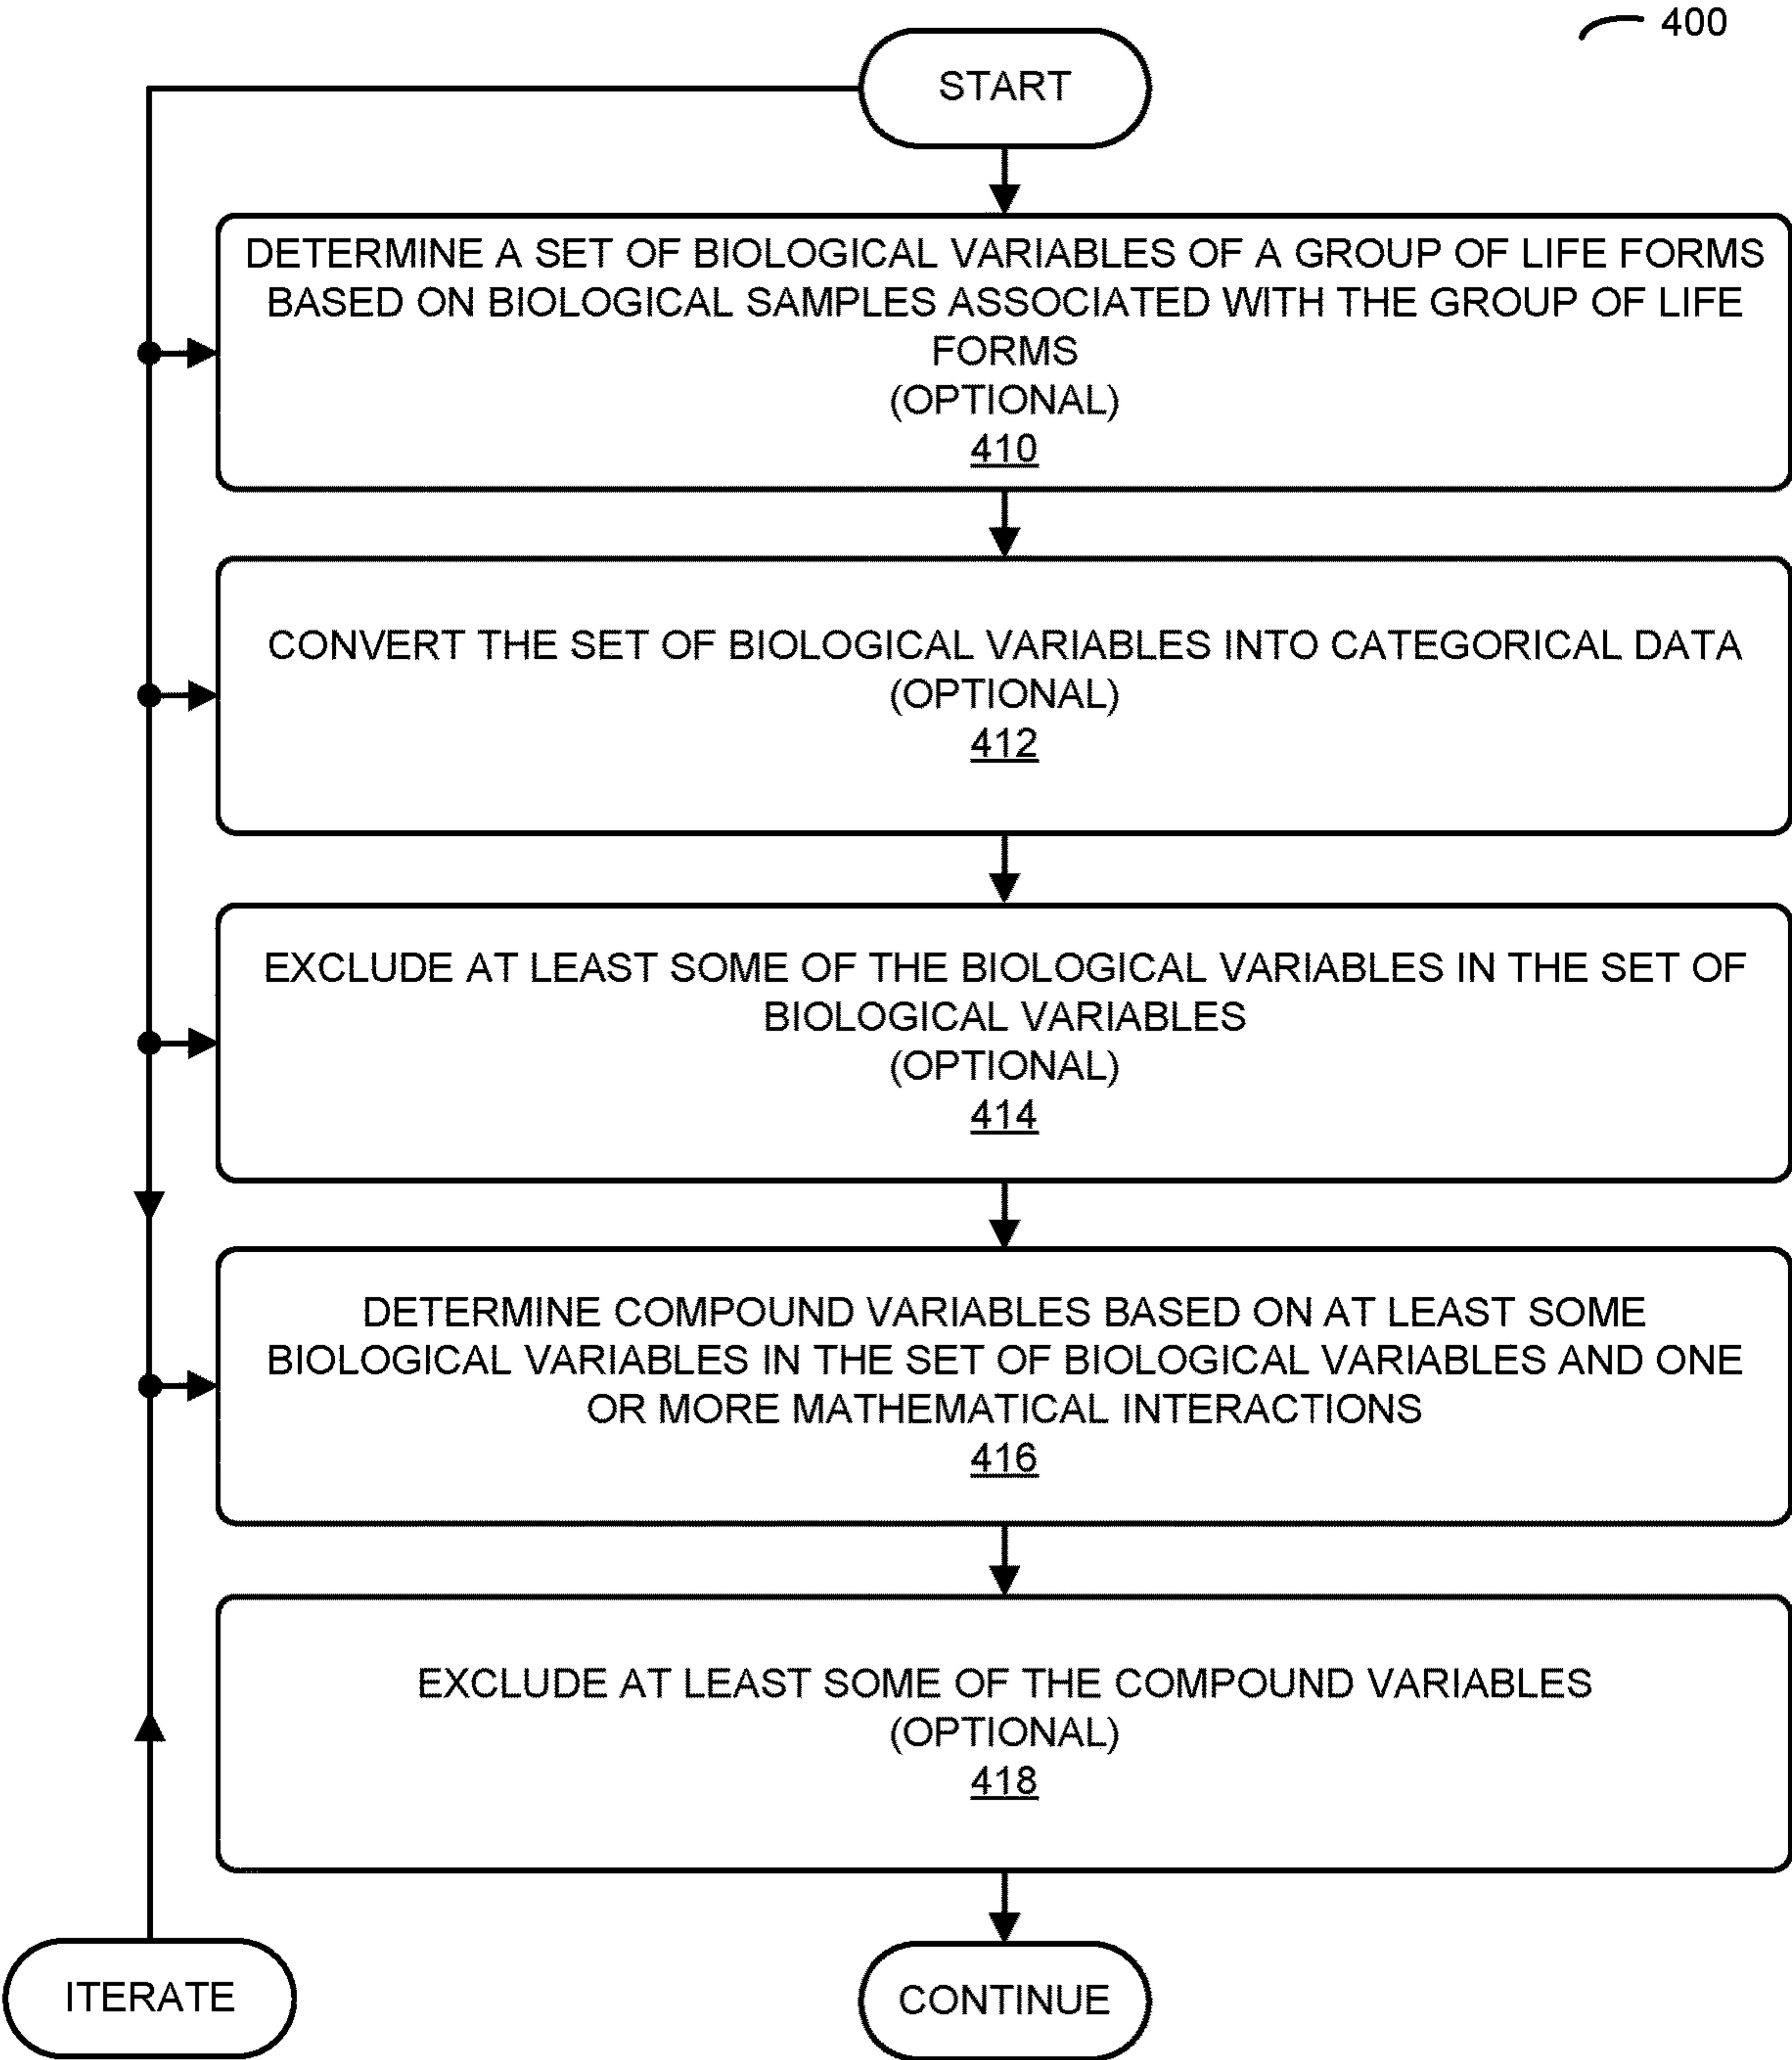 400
START
DETERMINE A SET OF BIOLOGICAL VARIABLES OF A GROUP OF LIFE FORMS
BASED ON BIOLOGICAL SAMPLES ASSOCIATED WITH THE GROUP OF LIFE
FORMS
(OPTIONAL)
410
CONVERT THE SET OF BIOLOGICAL VARIABLES INTO CATEGORICAL DATA
(OPTIONAL)
412
EXCLUDE AT LEAST SOME OF THE BIOLOGICAL VARIABLES IN THE SET OF
BIOLOGICAL VARIABLES
(OPTIONAL)
414
DETERMINE COMPOUND VARIABLES BASED ON AT LEAST SOME
BIOLOGICAL VARIABLES IN THE SET OF BIOLOGICAL VARIABLES AND ONE
OR MORE MATHEMATICAL INTERACTIONS
416
EXCLUDE AT LEAST SOME OF THE COMPOUND VARIABLES
(OPTIONAL)
418
ITERATE
CONTINUE